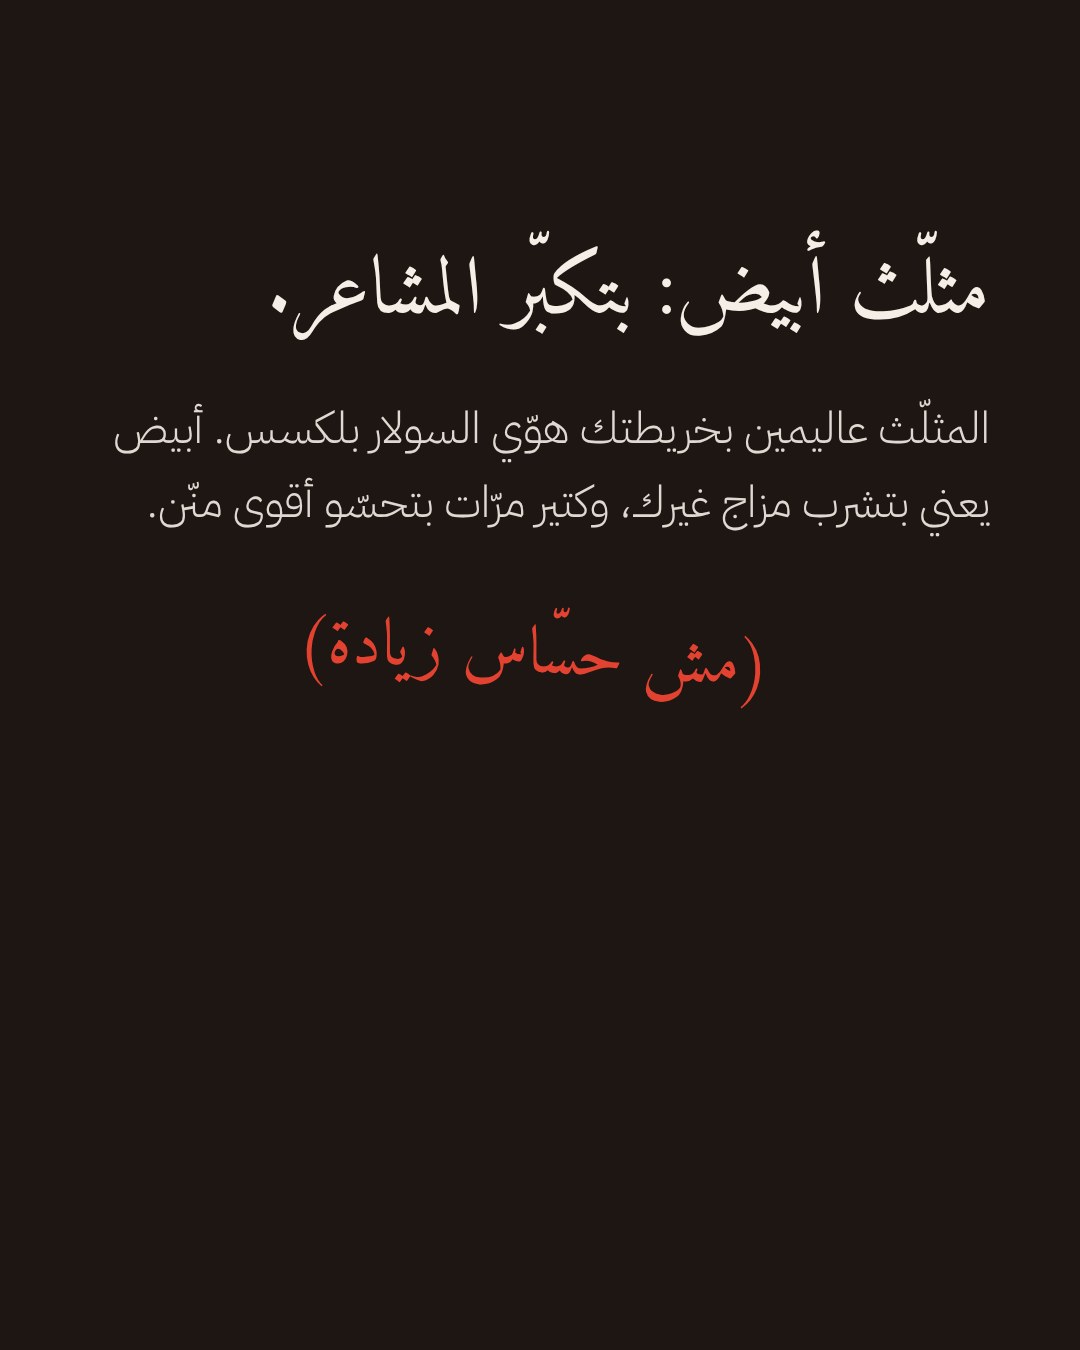 مثلّث أبيض: بتكبّر المشاعر.
المثلّث عاليمين بخريطتك هوّي السولار بلكسس. أبيض
يعني بتشرب مزاج غيرك، وكتير مرّات بتحسّو أقوى منّن.
(مش حسّاس زيادة)